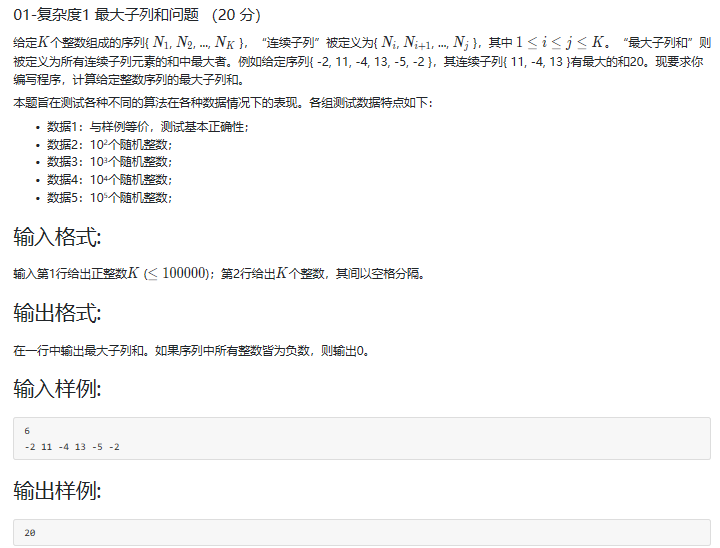 01-复杂度1 最大子列和问题 （20 分）
给定K个整数组成的序列{ N₁, N₂, ..., N_K }，“连续子列”被定义为{ N_i, N_{i+1}, ..., N_j }，其中 1 ≤ i ≤ j ≤ K。“最大子列和”则
被定义为所有连续子列元素的和中最大者。例如给定序列{ -2, 11, -4, 13, -5, -2 }，其连续子列{ 11, -4, 13 }有最大的和20。现要求你
编写程序，计算给定整数序列的最大子列和。
本题旨在测试各种不同的算法在各种数据情况下的表现。各组测试数据特点如下：
• 数据1：与样例等价，测试基本正确性；
• 数据2：10²个随机整数；
• 数据3：10³个随机整数；
• 数据4：10⁴个随机整数；
• 数据5：10⁵个随机整数；
输入格式:
输入第1行给出正整数K (≤ 100000)；第2行给出K个整数，其间以空格分隔。
输出格式:
在一行中输出最大子列和。如果序列中所有整数皆为负数，则输出0。
输入样例:
6
-2 11 -4 13 -5 -2
输出样例:
20